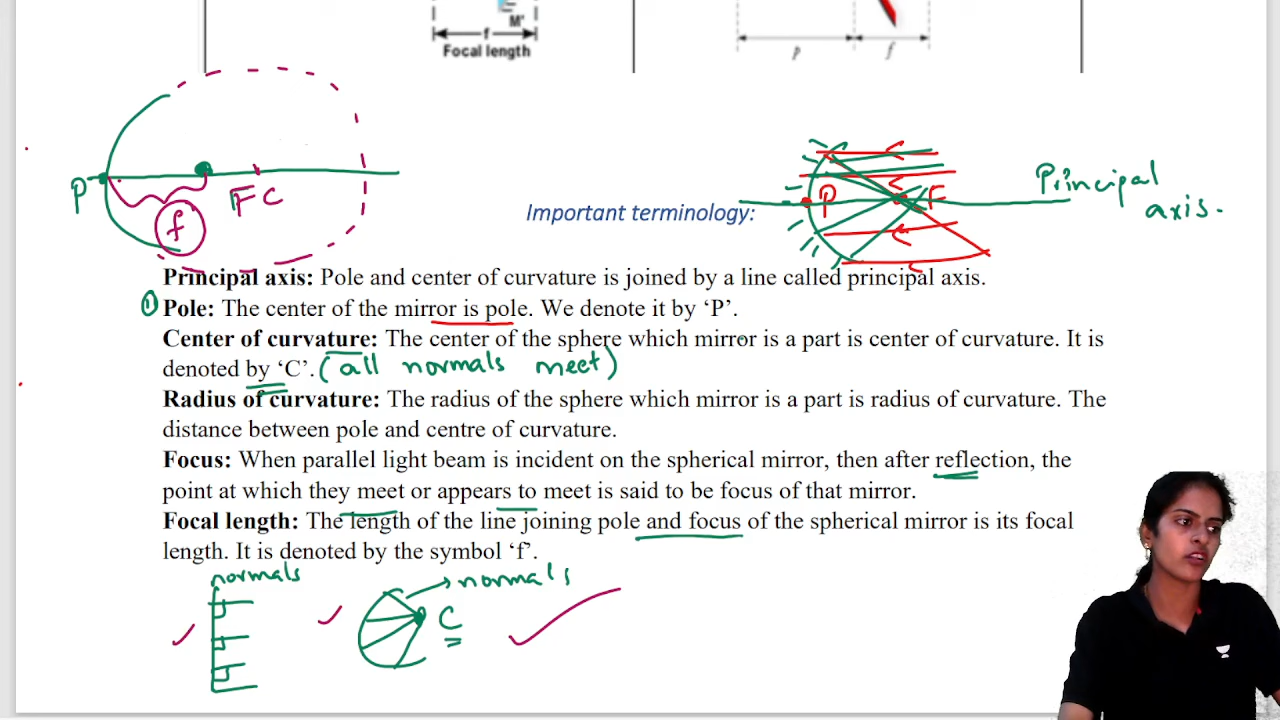 M'
f
Focal length
p
f
P
F C
f
P
F
Principal
axis.
Important terminology:
Principal axis: Pole and center of curvature is joined by a line called principal axis.
① Pole: The center of the mirror is pole. We denote it by ‘P’.
Center of curvature: The center of the sphere which mirror is a part is center of curvature. It is
denoted by ‘C’. (all normals meet)
Radius of curvature: The radius of the sphere which mirror is a part is radius of curvature. The
distance between pole and centre of curvature.
Focus: When parallel light beam is incident on the spherical mirror, then after reflection, the
point at which they meet or appears to meet is said to be focus of that mirror.
Focal length: The length of the line joining pole and focus of the spherical mirror is its focal
length. It is denoted by the symbol ‘f’.
normals
normals
C